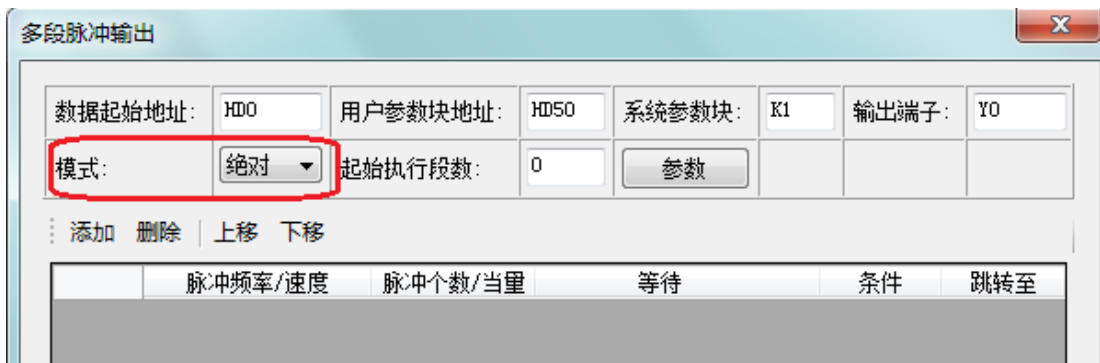 多段脉冲输出
数据起始地址: HD0 用户参数块地址: HD50 系统参数块: K1 输出端子: Y0
模式: 绝对 起始执行段数: 0 参数
添加 删除 上移 下移
脉冲频率/速度 脉冲个数/当量 等待 条件 跳转至